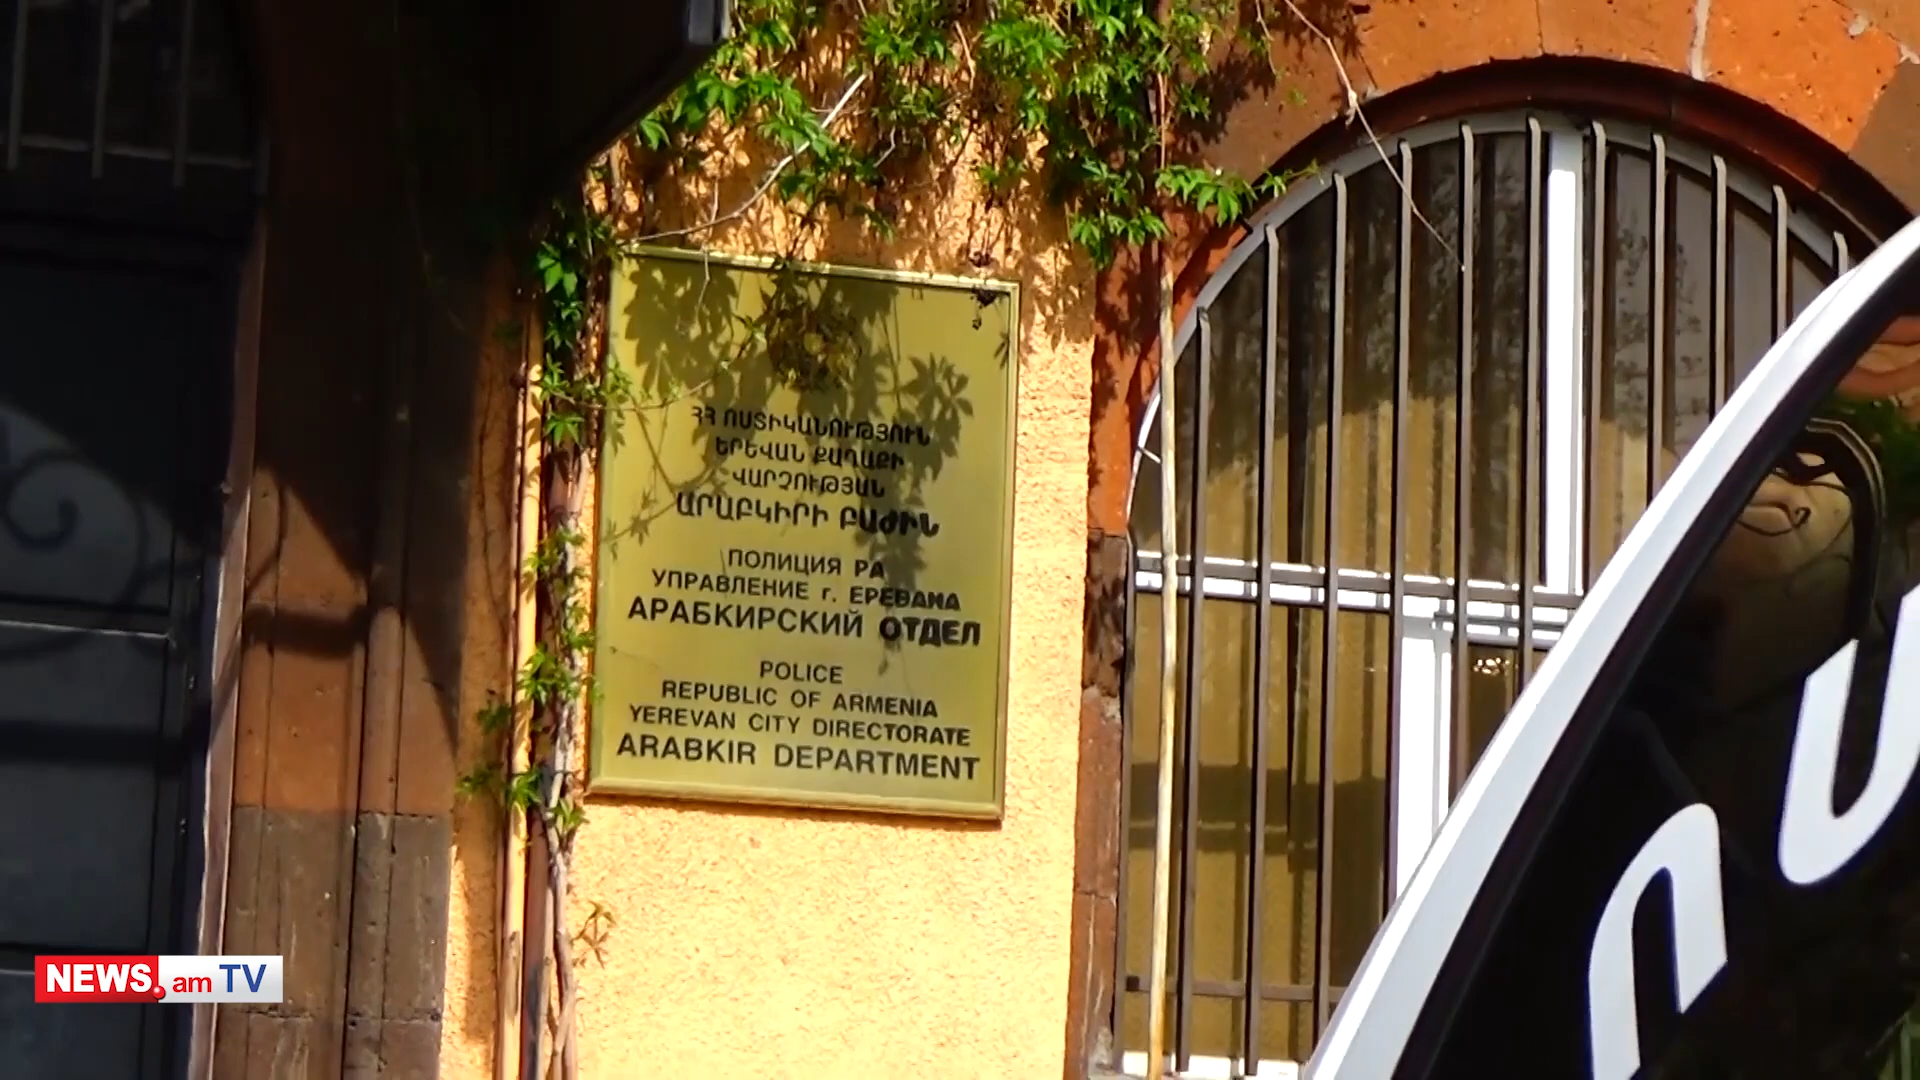 ՀՀ ՈՍՏԻԿԱՆՈՒԹՅՈՒՆ
ԵՐԵՎԱՆ ՔԱՂԱՔԻ
ՎԱՐՉՈՒԹՅԱՆ
ԱՐԱԲԿԻՐԻ ԲԱԺԻՆ
ПОЛИЦИЯ РА
УПРАВЛЕНИЕ г. ЕРЕВАНА
АРАБКИРСКИЙ ОТДЕЛ
POLICE
REPUBLIC OF ARMENIA
YEREVAN CITY DIRECTORATE
ARABKIR DEPARTMENT
NEWS.am TV